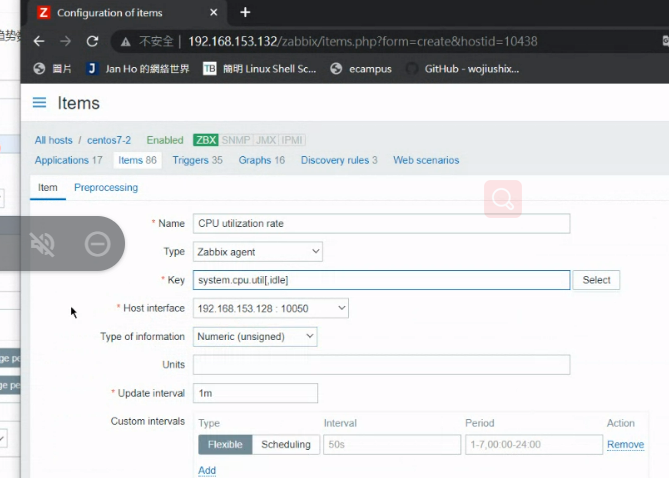 Configuration of items
不安全 | 192.168.153.132/zabbix/items.php?form=create&hostid=10438
圖片 Jan Ho 的網絡世界 TB 簡明 Linux Shell Sc... ecampus GitHub - wojiushix...
Items
All hosts / centos7-2 Enabled ZBX SNMP JMX IPMI
Applications 17 Items 86 Triggers 35 Graphs 16 Discovery rules 3 Web scenarios
Item Preprocessing
* Name CPU utilization rate
Type Zabbix agent
* Key system.cpu.util[,idle] Select
* Host interface 192.168.153.128 : 10050
Type of information Numeric (unsigned)
Units
* Update interval 1m
Custom intervals Type Interval Period Action
Flexible Scheduling 50s 1-7,00:00-24:00 Remove
Add